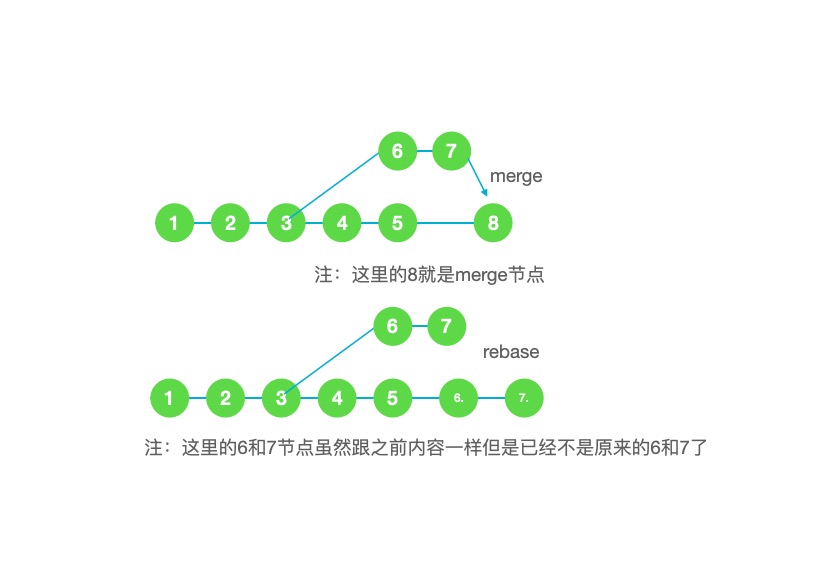 6 7
merge
1 2 3 4 5 8
注：这里的8就是merge节点
6 7
rebase
1 2 3 4 5 6. 7.
注：这里的6和7节点虽然跟之前内容一样但是已经不是原来的6和7了